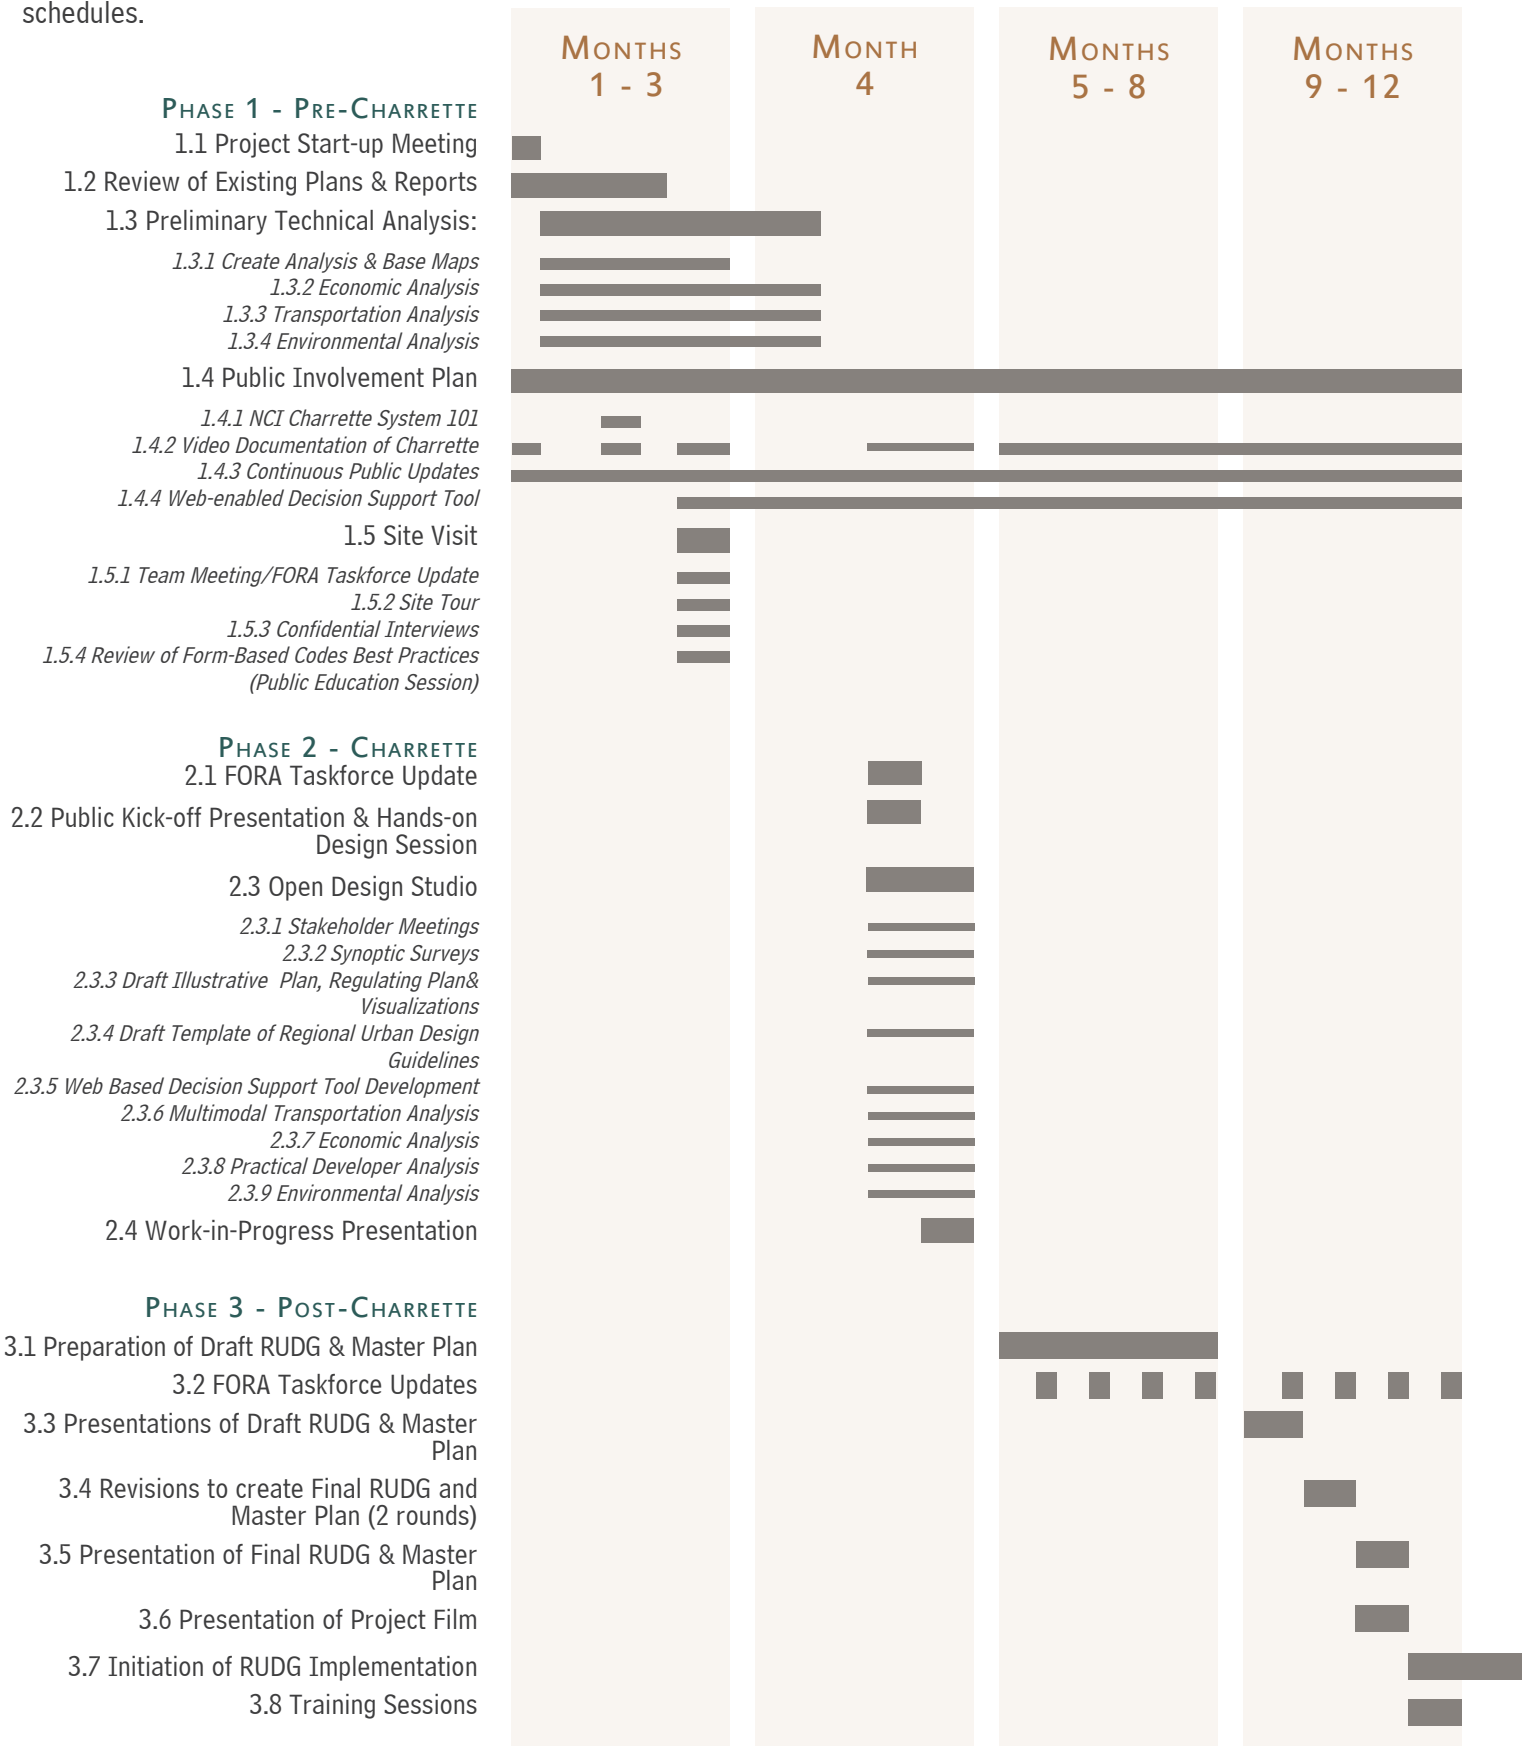 schedules.
Months
1 - 3
Month
4
Months
5 - 8
Months
9 - 12
Phase 1 - Pre-Charrette
1.1 Project Start-up Meeting
1.2 Review of Existing Plans & Reports
1.3 Preliminary Technical Analysis:
1.3.1 Create Analysis & Base Maps
1.3.2 Economic Analysis
1.3.3 Transportation Analysis
1.3.4 Environmental Analysis
1.4 Public Involvement Plan
1.4.1 NCI Charrette System 101
1.4.2 Video Documentation of Charrette
1.4.3 Continuous Public Updates
1.4.4 Web-enabled Decision Support Tool
1.5 Site Visit
1.5.1 Team Meeting/FORA Taskforce Update
1.5.2 Site Tour
1.5.3 Confidential Interviews
1.5.4 Review of Form-Based Codes Best Practices
(Public Education Session)
Phase 2 - Charrette
2.1 FORA Taskforce Update
2.2 Public Kick-off Presentation & Hands-on
Design Session
2.3 Open Design Studio
2.3.1 Stakeholder Meetings
2.3.2 Synoptic Surveys
2.3.3 Draft Illustrative  Plan, Regulating Plan&
Visualizations
2.3.4 Draft Template of Regional Urban Design
Guidelines
2.3.5 Web Based Decision Support Tool Development
2.3.6 Multimodal Transportation Analysis
2.3.7 Economic Analysis
2.3.8 Practical Developer Analysis
2.3.9 Environmental Analysis
2.4 Work-in-Progress Presentation
Phase 3 - Post-Charrette
3.1 Preparation of Draft RUDG & Master Plan
3.2 FORA Taskforce Updates
3.3 Presentations of Draft RUDG & Master
Plan
3.4 Revisions to create Final RUDG and
Master Plan (2 rounds)
3.5 Presentation of Final RUDG & Master
Plan
3.6 Presentation of Project Film
3.7 Initiation of RUDG Implementation
3.8 Training Sessions